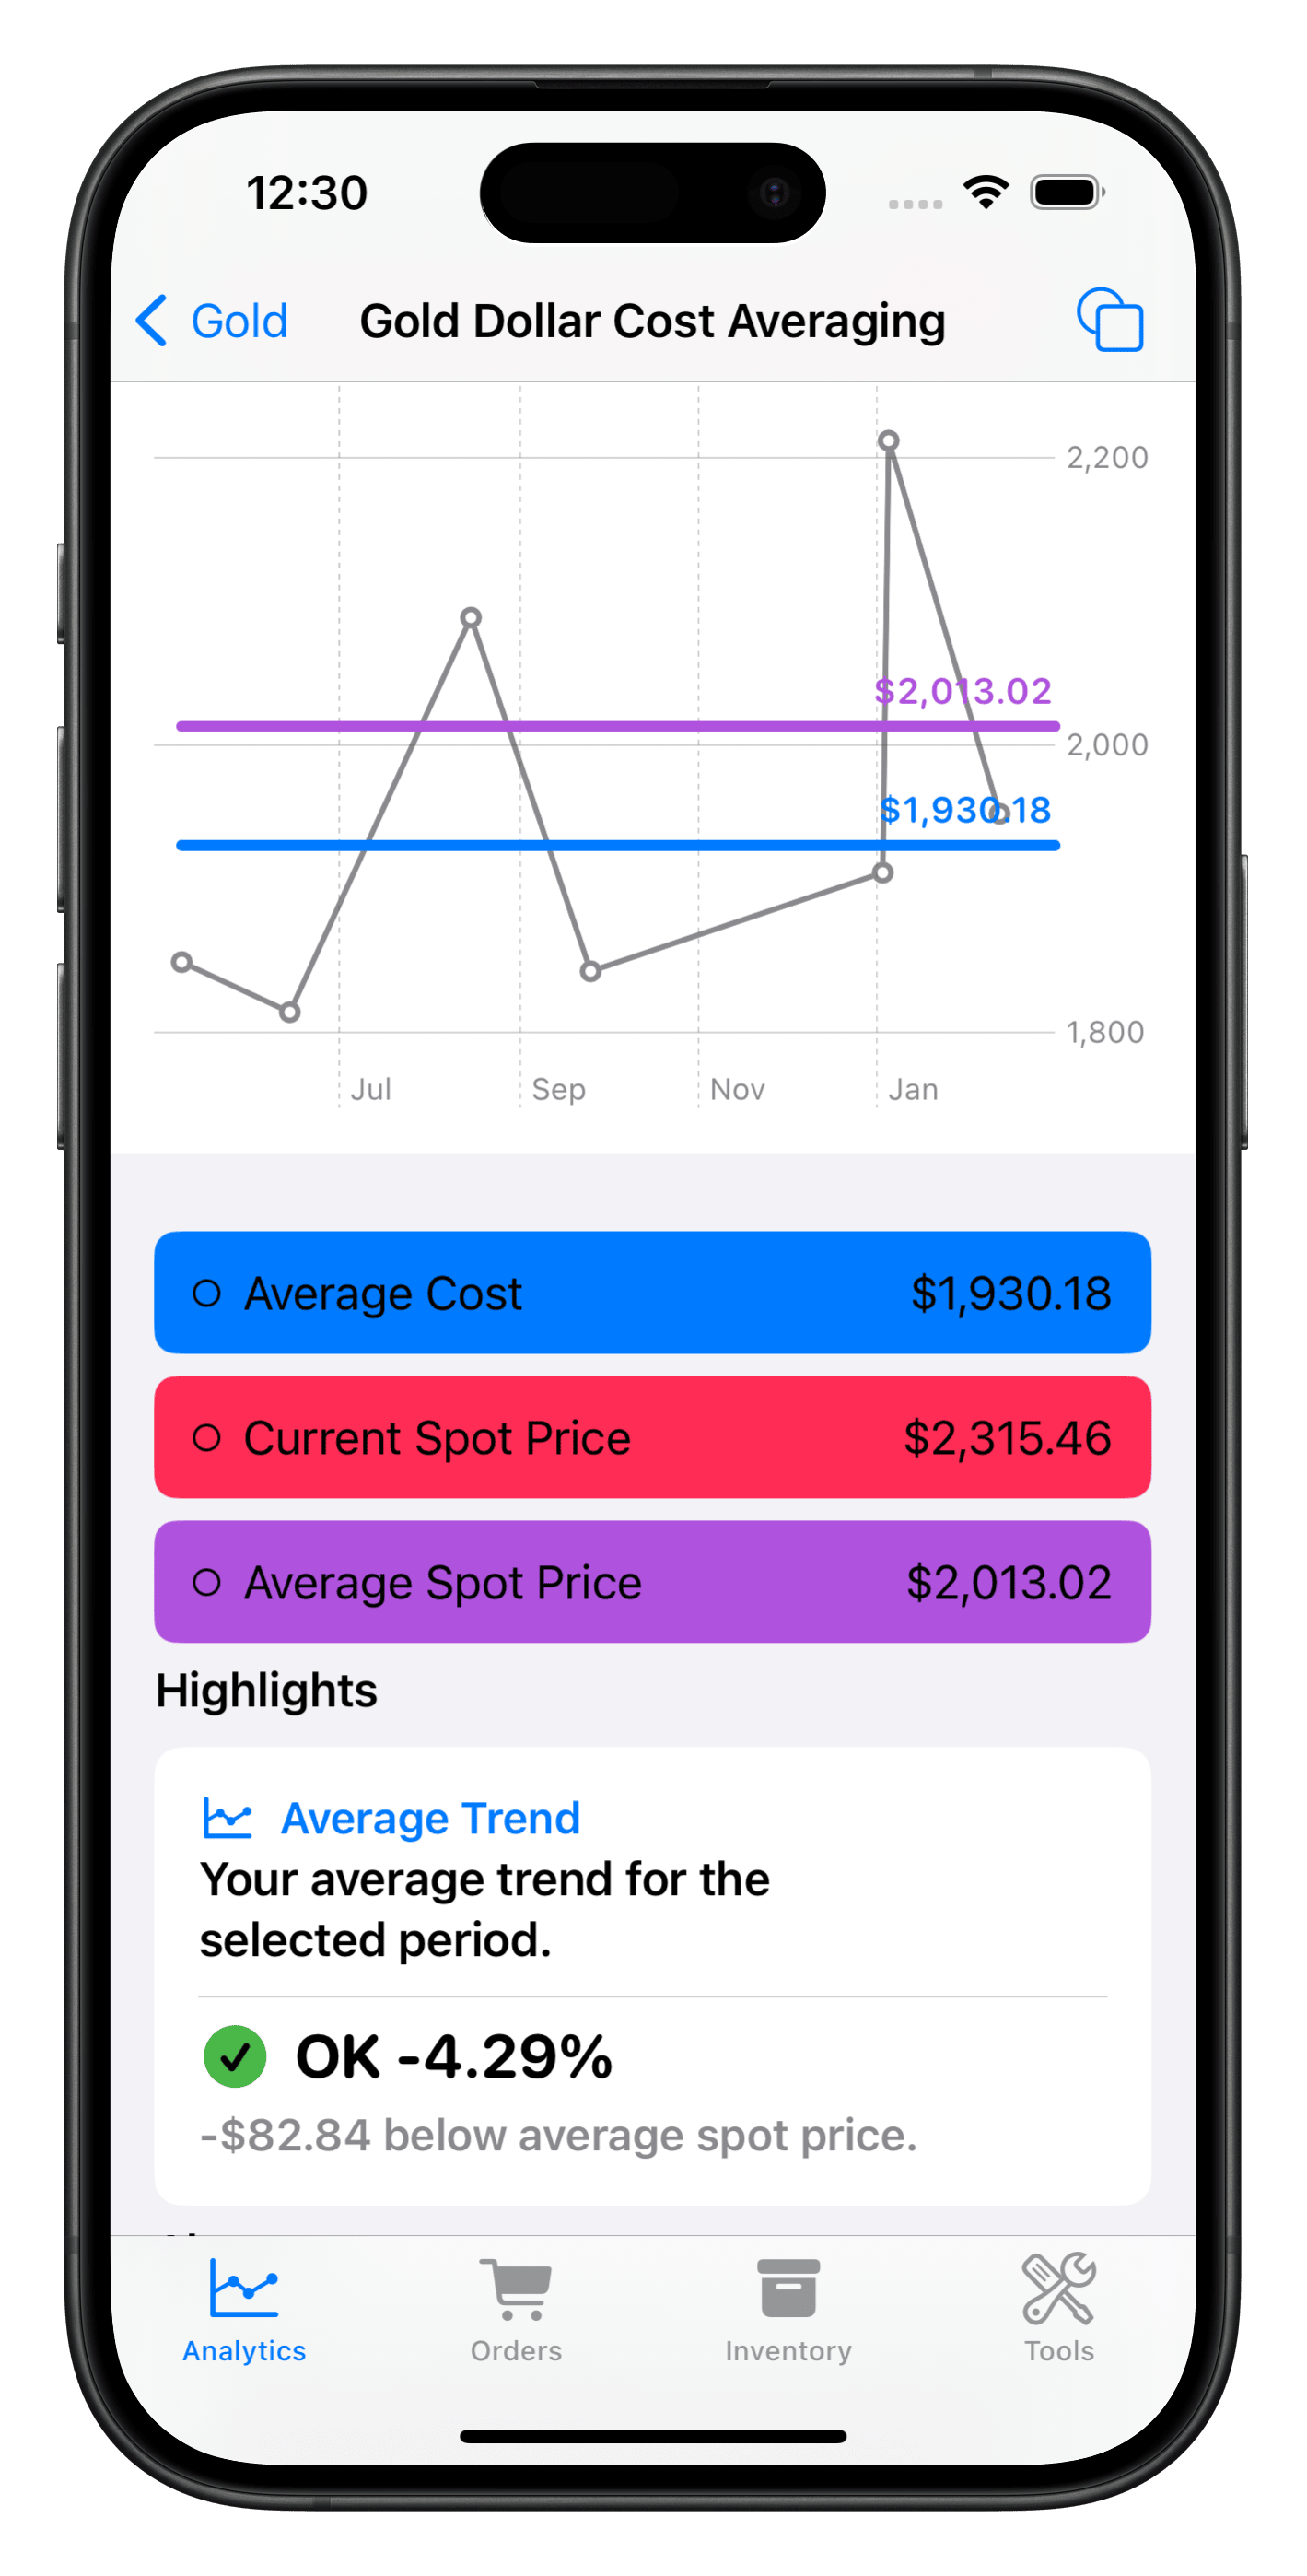 12:30
Gold
Gold Dollar Cost Averaging
2,200
$2,013.02
2,000
$1,930.18
1,800
Jul
Sep
Nov
Jan
Average Cost
$1,930.18
Current Spot Price
$2,315.46
Average Spot Price
$2,013.02
Highlights
Average Trend
Your average trend for the
selected period.
OK -4.29%
-$82.84 below average spot price.
Analytics
Orders
Inventory
Tools